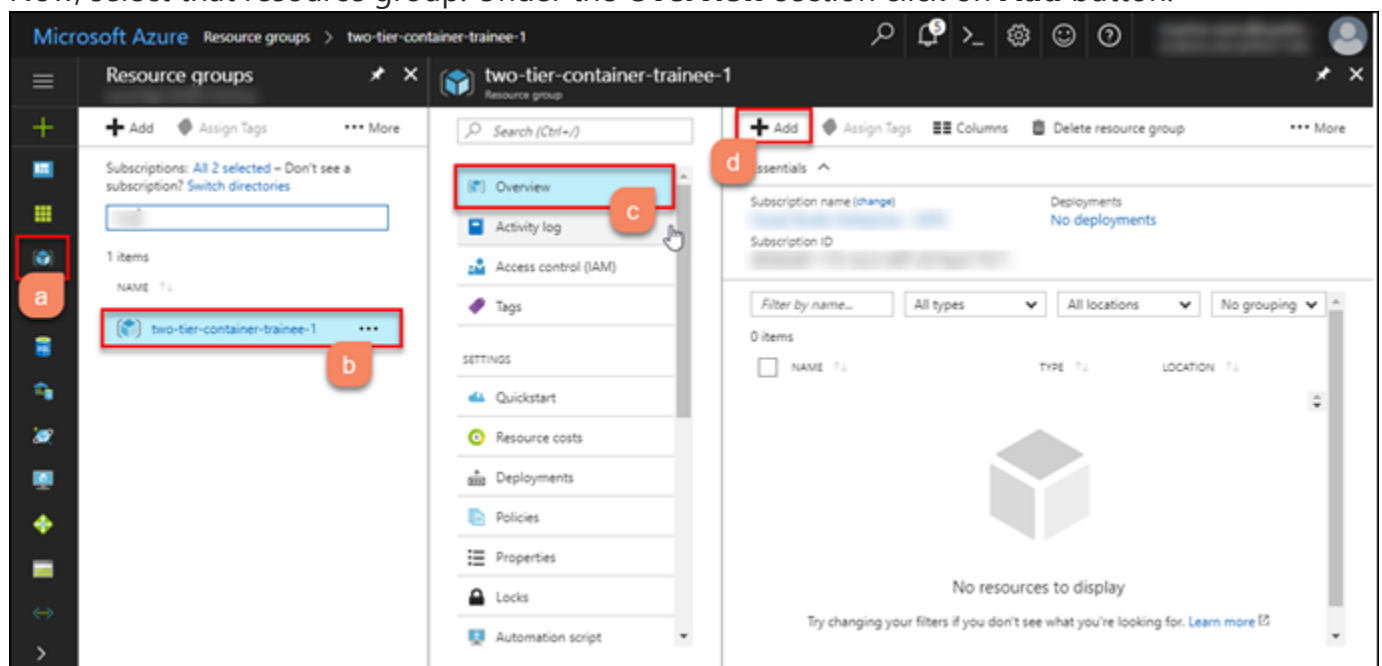 Now, select that resource group. Under the Overview section click on Add button.
Microsoft Azure Resource groups > two-tier-container-trainee-1
5
Resource groups
two-tier-container-trainee-1
Resource group
Add Assign Tags ••• More
Search (Ctrl+/)
Add Assign Tags Columns Delete resource group ••• More
d
Essentials
Subscriptions: All 2 selected – Don't see a
subscription? Switch directories
Overview
c
Subscription name (change)
Deployments
No deployments
Activity log
Subscription ID
a
1 items
NAME
Access control (IAM)
Tags
Filter by name...
All types
All locations
No grouping
two-tier-container-trainee-1 •••
b
0 items
NAME TYPE LOCATION
SETTINGS
Quickstart
Resource costs
Deployments
Policies
Properties
Locks
Automation script
No resources to display
Try changing your filters if you don't see what you're looking for. Learn more